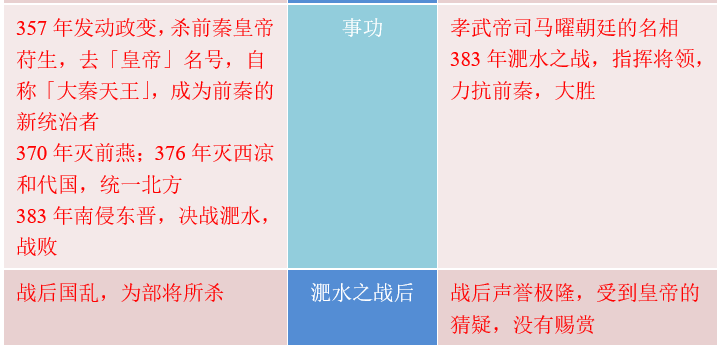 357 年发动政变，杀前秦皇帝
苻生，去「皇帝」名号，自
称「大秦天王」，成为前秦的
新统治者
370 年灭前燕；376 年灭西凉
和代国，统一北方
383 年南侵东晋，决战淝水，
战败
事功
孝武帝司马曜朝廷的名相
383 年淝水之战，指挥将领，
力抗前秦，大胜
战后国乱，为部将所杀
淝水之战后
战后声誉极隆，受到皇帝的
猜疑，没有赐赏